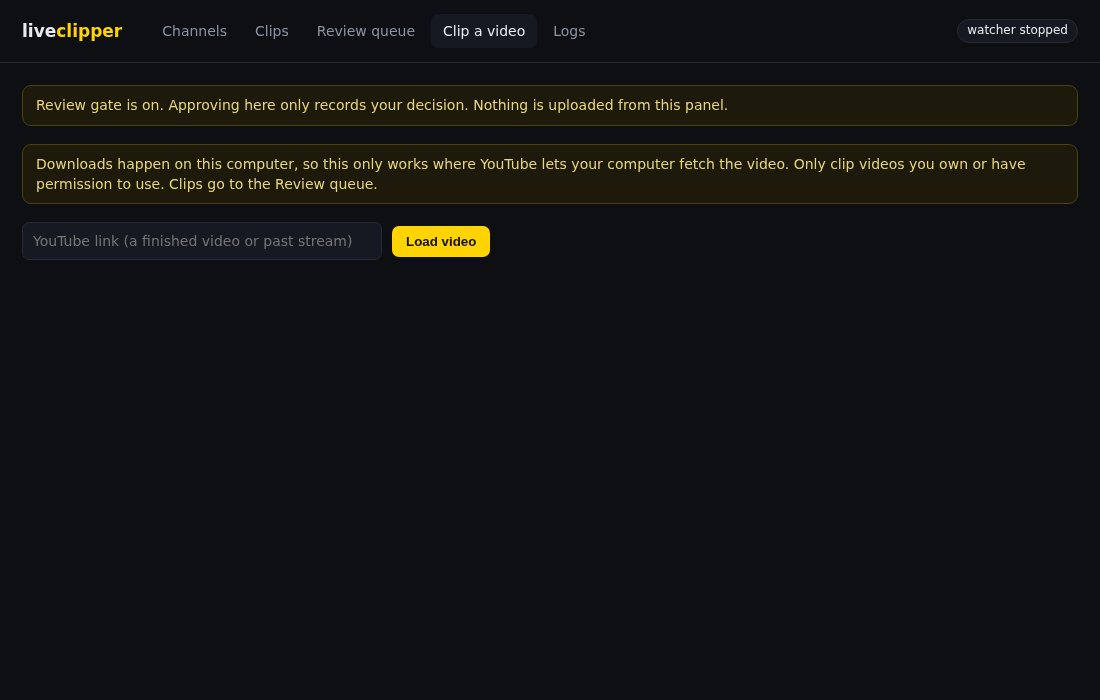 liveclipper
Channels
Clips
Review queue
Clip a video
Logs
watcher stopped
Review gate is on. Approving here only records your decision. Nothing is uploaded from this panel.
Downloads happen on this computer, so this only works where YouTube lets your computer fetch the video. Only clip videos you own or have
permission to use. Clips go to the Review queue.
YouTube link (a finished video or past stream)
Load video